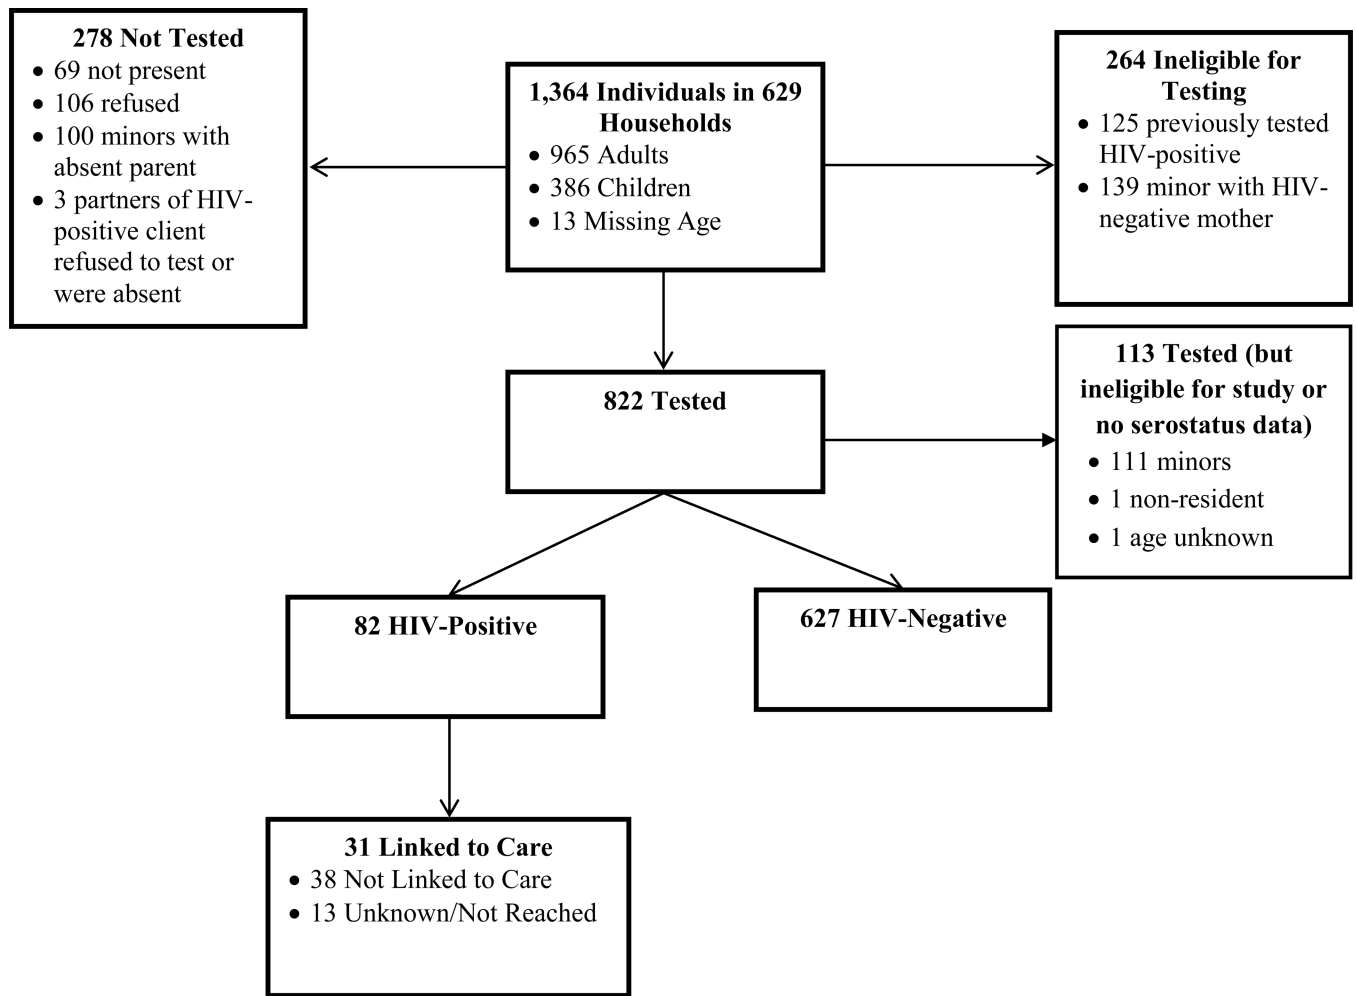 278 Not Tested
• 69 not present
• 106 refused
• 100 minors with
absent parent
• 3 partners of HIV-
positive client
refused to test or
were absent
1,364 Individuals in 629
Households
• 965 Adults
• 386 Children
• 13 Missing Age
264 Ineligible for
Testing
• 125 previously tested
HIV-positive
• 139 minor with HIV-
negative mother
822 Tested
113 Tested (but
ineligible for study or
no serostatus data)
• 111 minors
• 1 non-resident
• 1 age unknown
82 HIV-Positive
627 HIV-Negative
31 Linked to Care
• 38 Not Linked to Care
• 13 Unknown/Not Reached